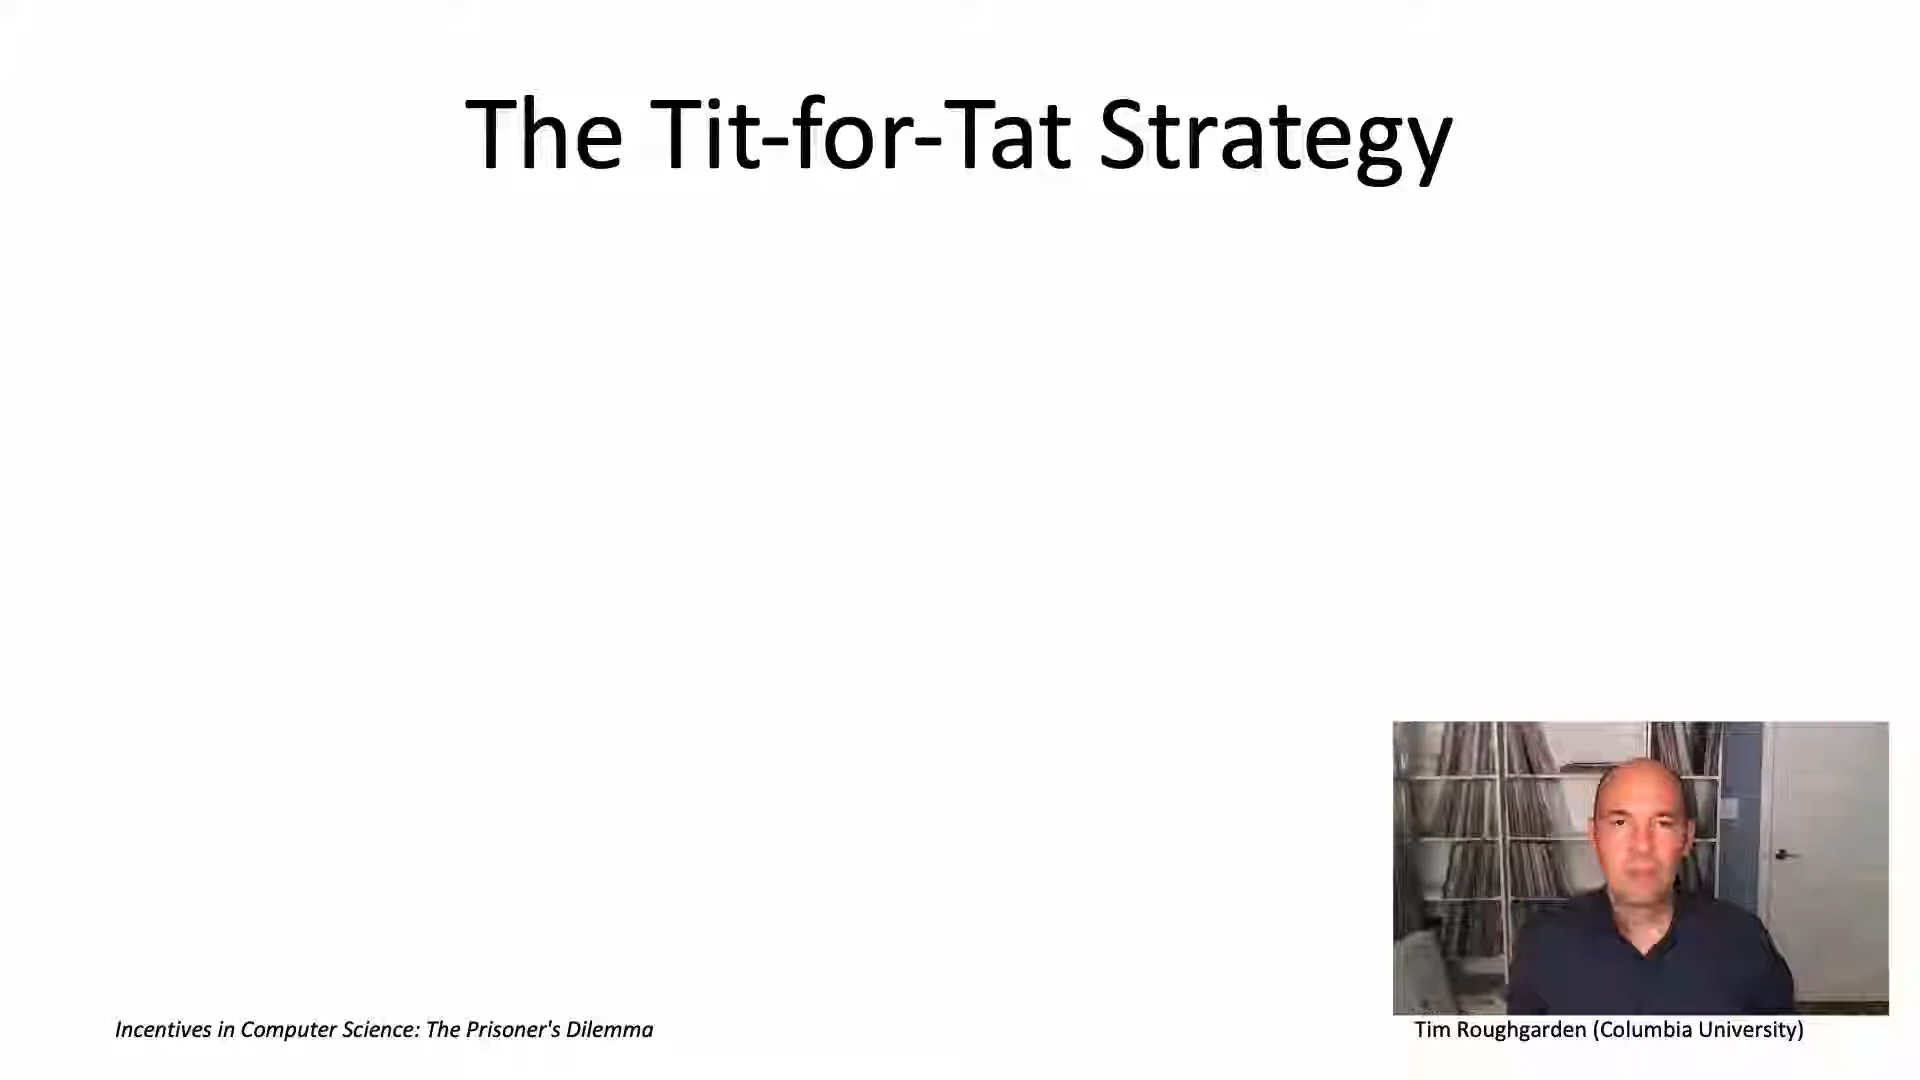 The Tit-for-Tat Strategy
Incentives in Computer Science: The Prisoner's Dilemma
Tim Roughgarden (Columbia University)